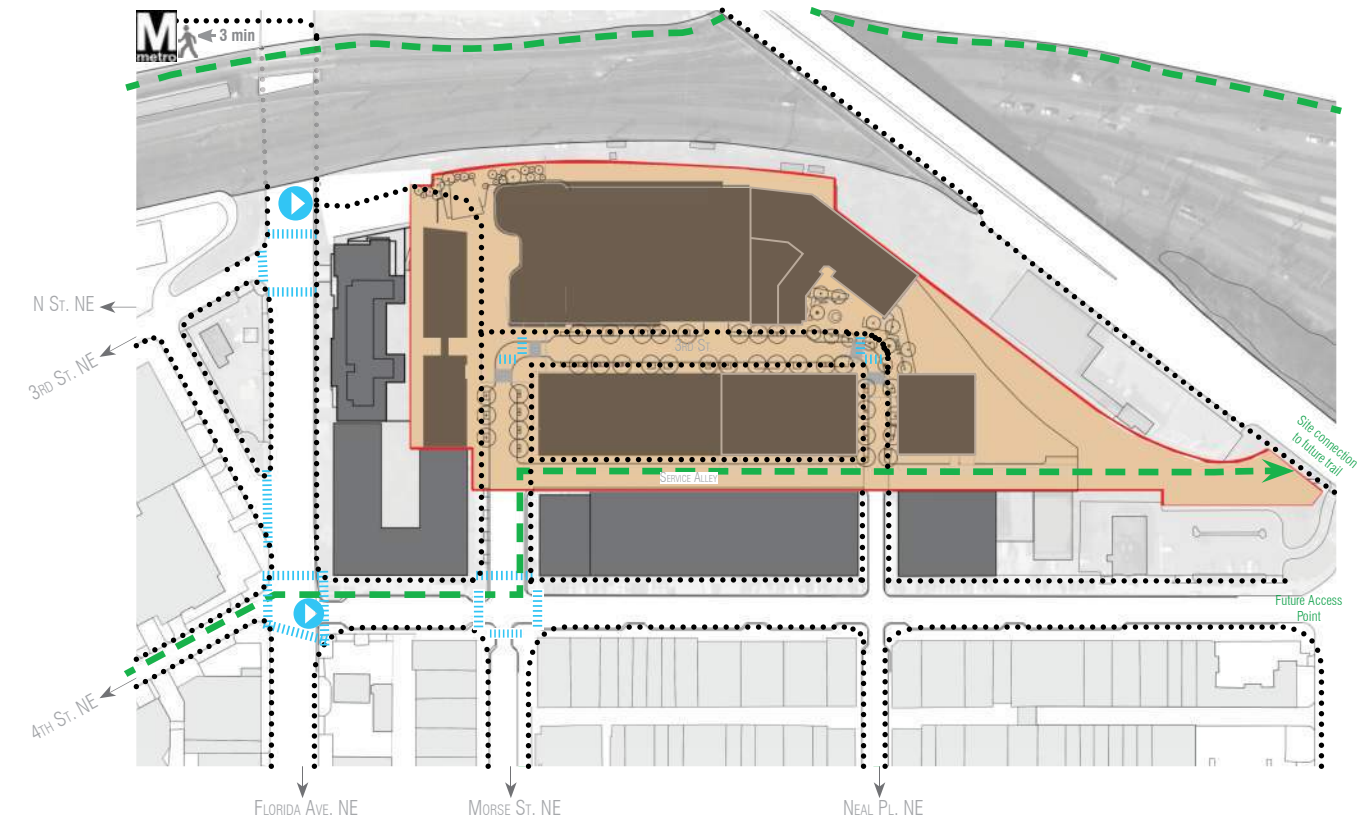 M
metro
3 min
N St. NE
3rd St. NE
3rd St
Site connection
to future trail
Service Alley
Future Access
Point
4th St. NE
Florida Ave. NE
Morse St. NE
Neal Pl. NE